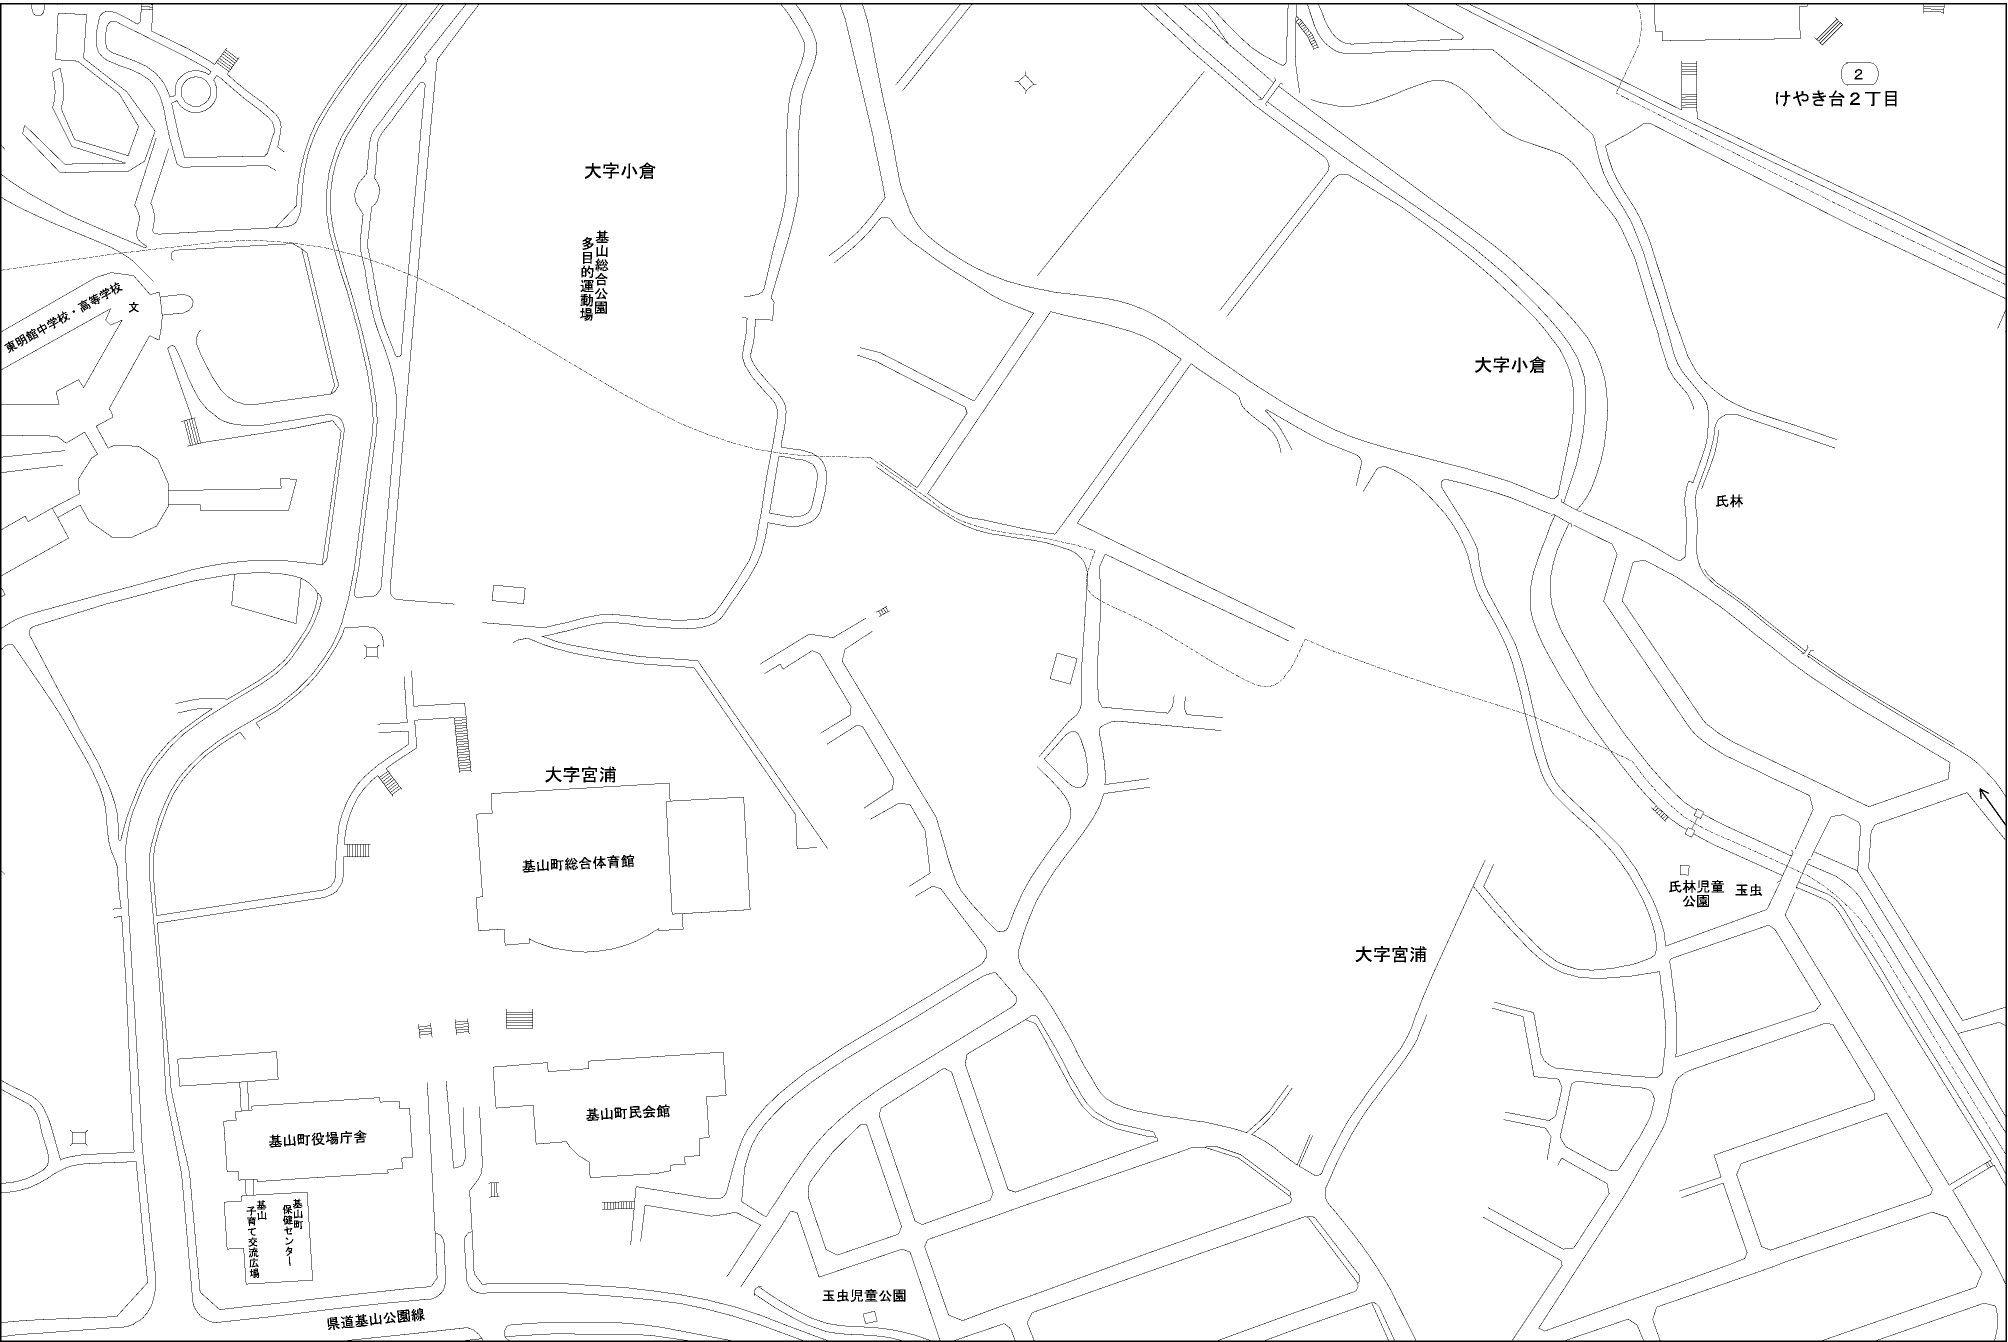 2
けやき台2丁目
大字小倉
基山総合公園
多目的運動場
東明館中学校・高等学校
文
大字小倉
氏林
大字宮浦
基山町総合体育館
氏林児童
公園
玉虫
大字宮浦
基山町民会館
基山町役場庁舎
基山町
保健センター
基山
子育て交流広場
玉虫児童公園
県道基山公園線